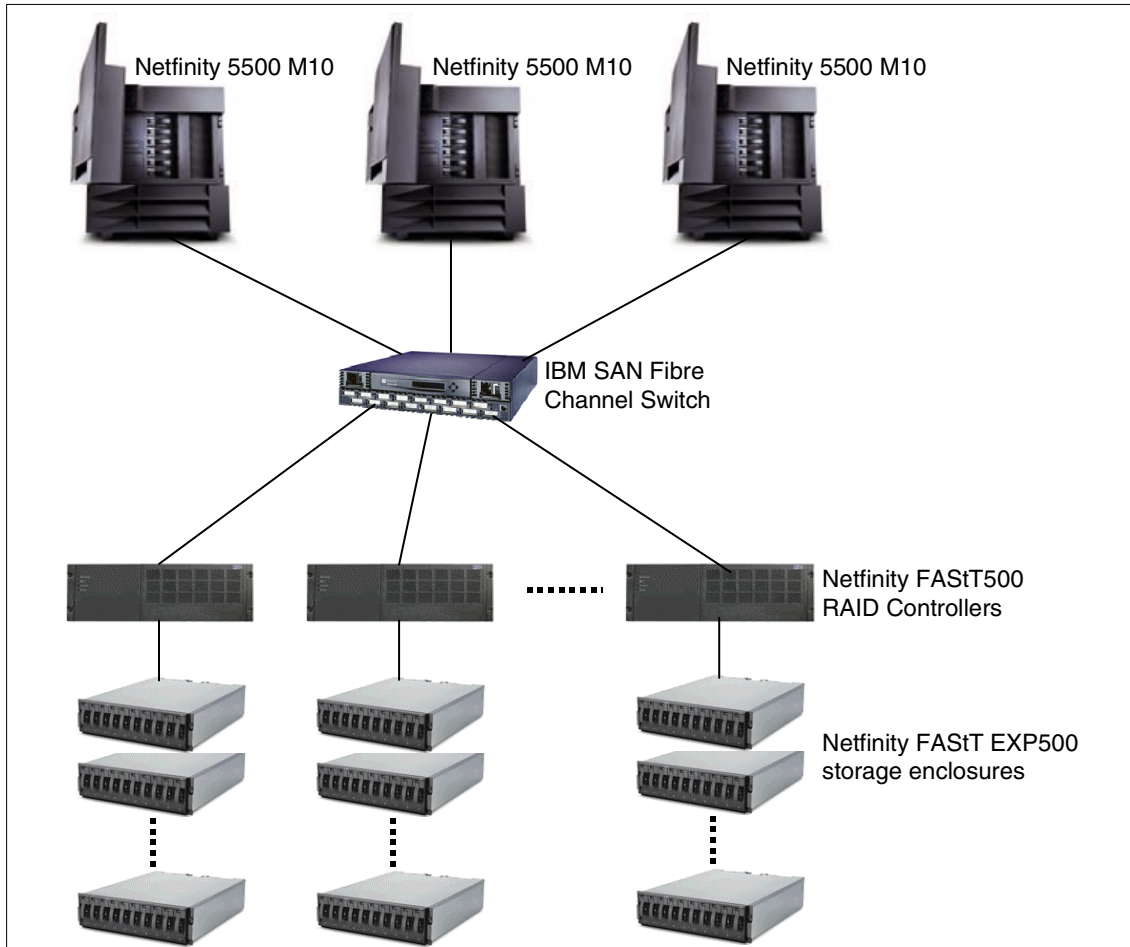 Netfinity 5500 M10
Netfinity 5500 M10
Netfinity 5500 M10
IBM SAN Fibre
Channel Switch
Netfinity FAStT500
RAID Controllers
Netfinity FAStT EXP500
storage enclosures